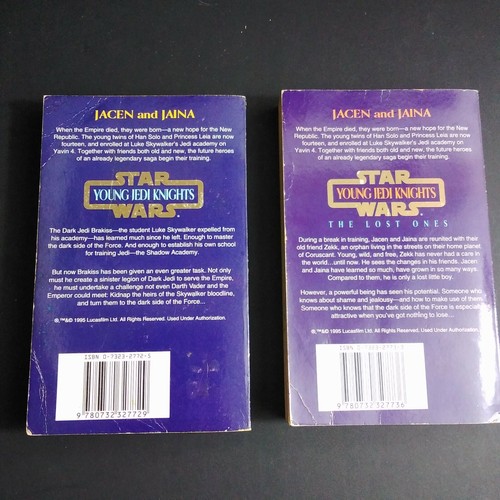 JACEN and JAINA
When the Empire died, they were born—a new hope for the New
Republic. The young twins of Han Solo and Princess Leia are now
fourteen, and are enrolled at Luke Skywalker's Jedi academy on
Yavin 4. Together with friends both old and new, the future heroes
of an already legendary saga begin their training.
STAR
YOUNG JEDI KNIGHTS
WARS
The Dark Jedi Brakiss—the student Luke Skywalker expelled from
his academy—has learned much since he left. Enough to master
the dark side of the Force. And enough to establish his own school
for training Jedi—the Shadow Academy.
But now Brakiss has been given an even greater task. Not only
must he create a sinister legion of Dark Jedi to serve the Empire,
he must undertake a challenge not even Darth Vader and the
Emperor could meet: Kidnap the heirs of the Skywalker bloodline,
and turn them to the dark side of the Force...
®,™&© 1995 Lucasfilm Ltd. All Rights Reserved. Used Under Authorization.
ISBN 0-7323-2772-5
9 780732 327729
JACEN and JAINA
When the Empire died, they were born—a new hope for the New
Republic. The young twins of Han Solo and Princess Leia are now
fourteen, and are enrolled at Luke Skywalker's Jedi academy on
Yavin 4. Together with friends both old and new, the future heroes
of an already legendary saga begin their training.
STAR
YOUNG JEDI KNIGHTS
WARS
THE LOST ONES
During a break in training, Jacen and Jaina are reunited with their
old friend Zekk, an orphan living in the streets on their home planet
of Coruscant. Young, wild, and free, Zekk has never had a care in the
world...until now. He sees the changes in his friends. Jacen
and Jaina have learned so much, have grown in so many ways.
Compared to them, he is only a lost boy.
However, a powerful being has seen his potential. Someone who
knows about shame and jealousy—and how to make use of them.
Someone who knows that the dark side of the Force is especially
attractive when you've got nothing to lose...
®,™&© 1995 Lucasfilm Ltd. All Rights Reserved. Used Under Authorization.
ISBN 0-7323-2773-
9 780732 327736